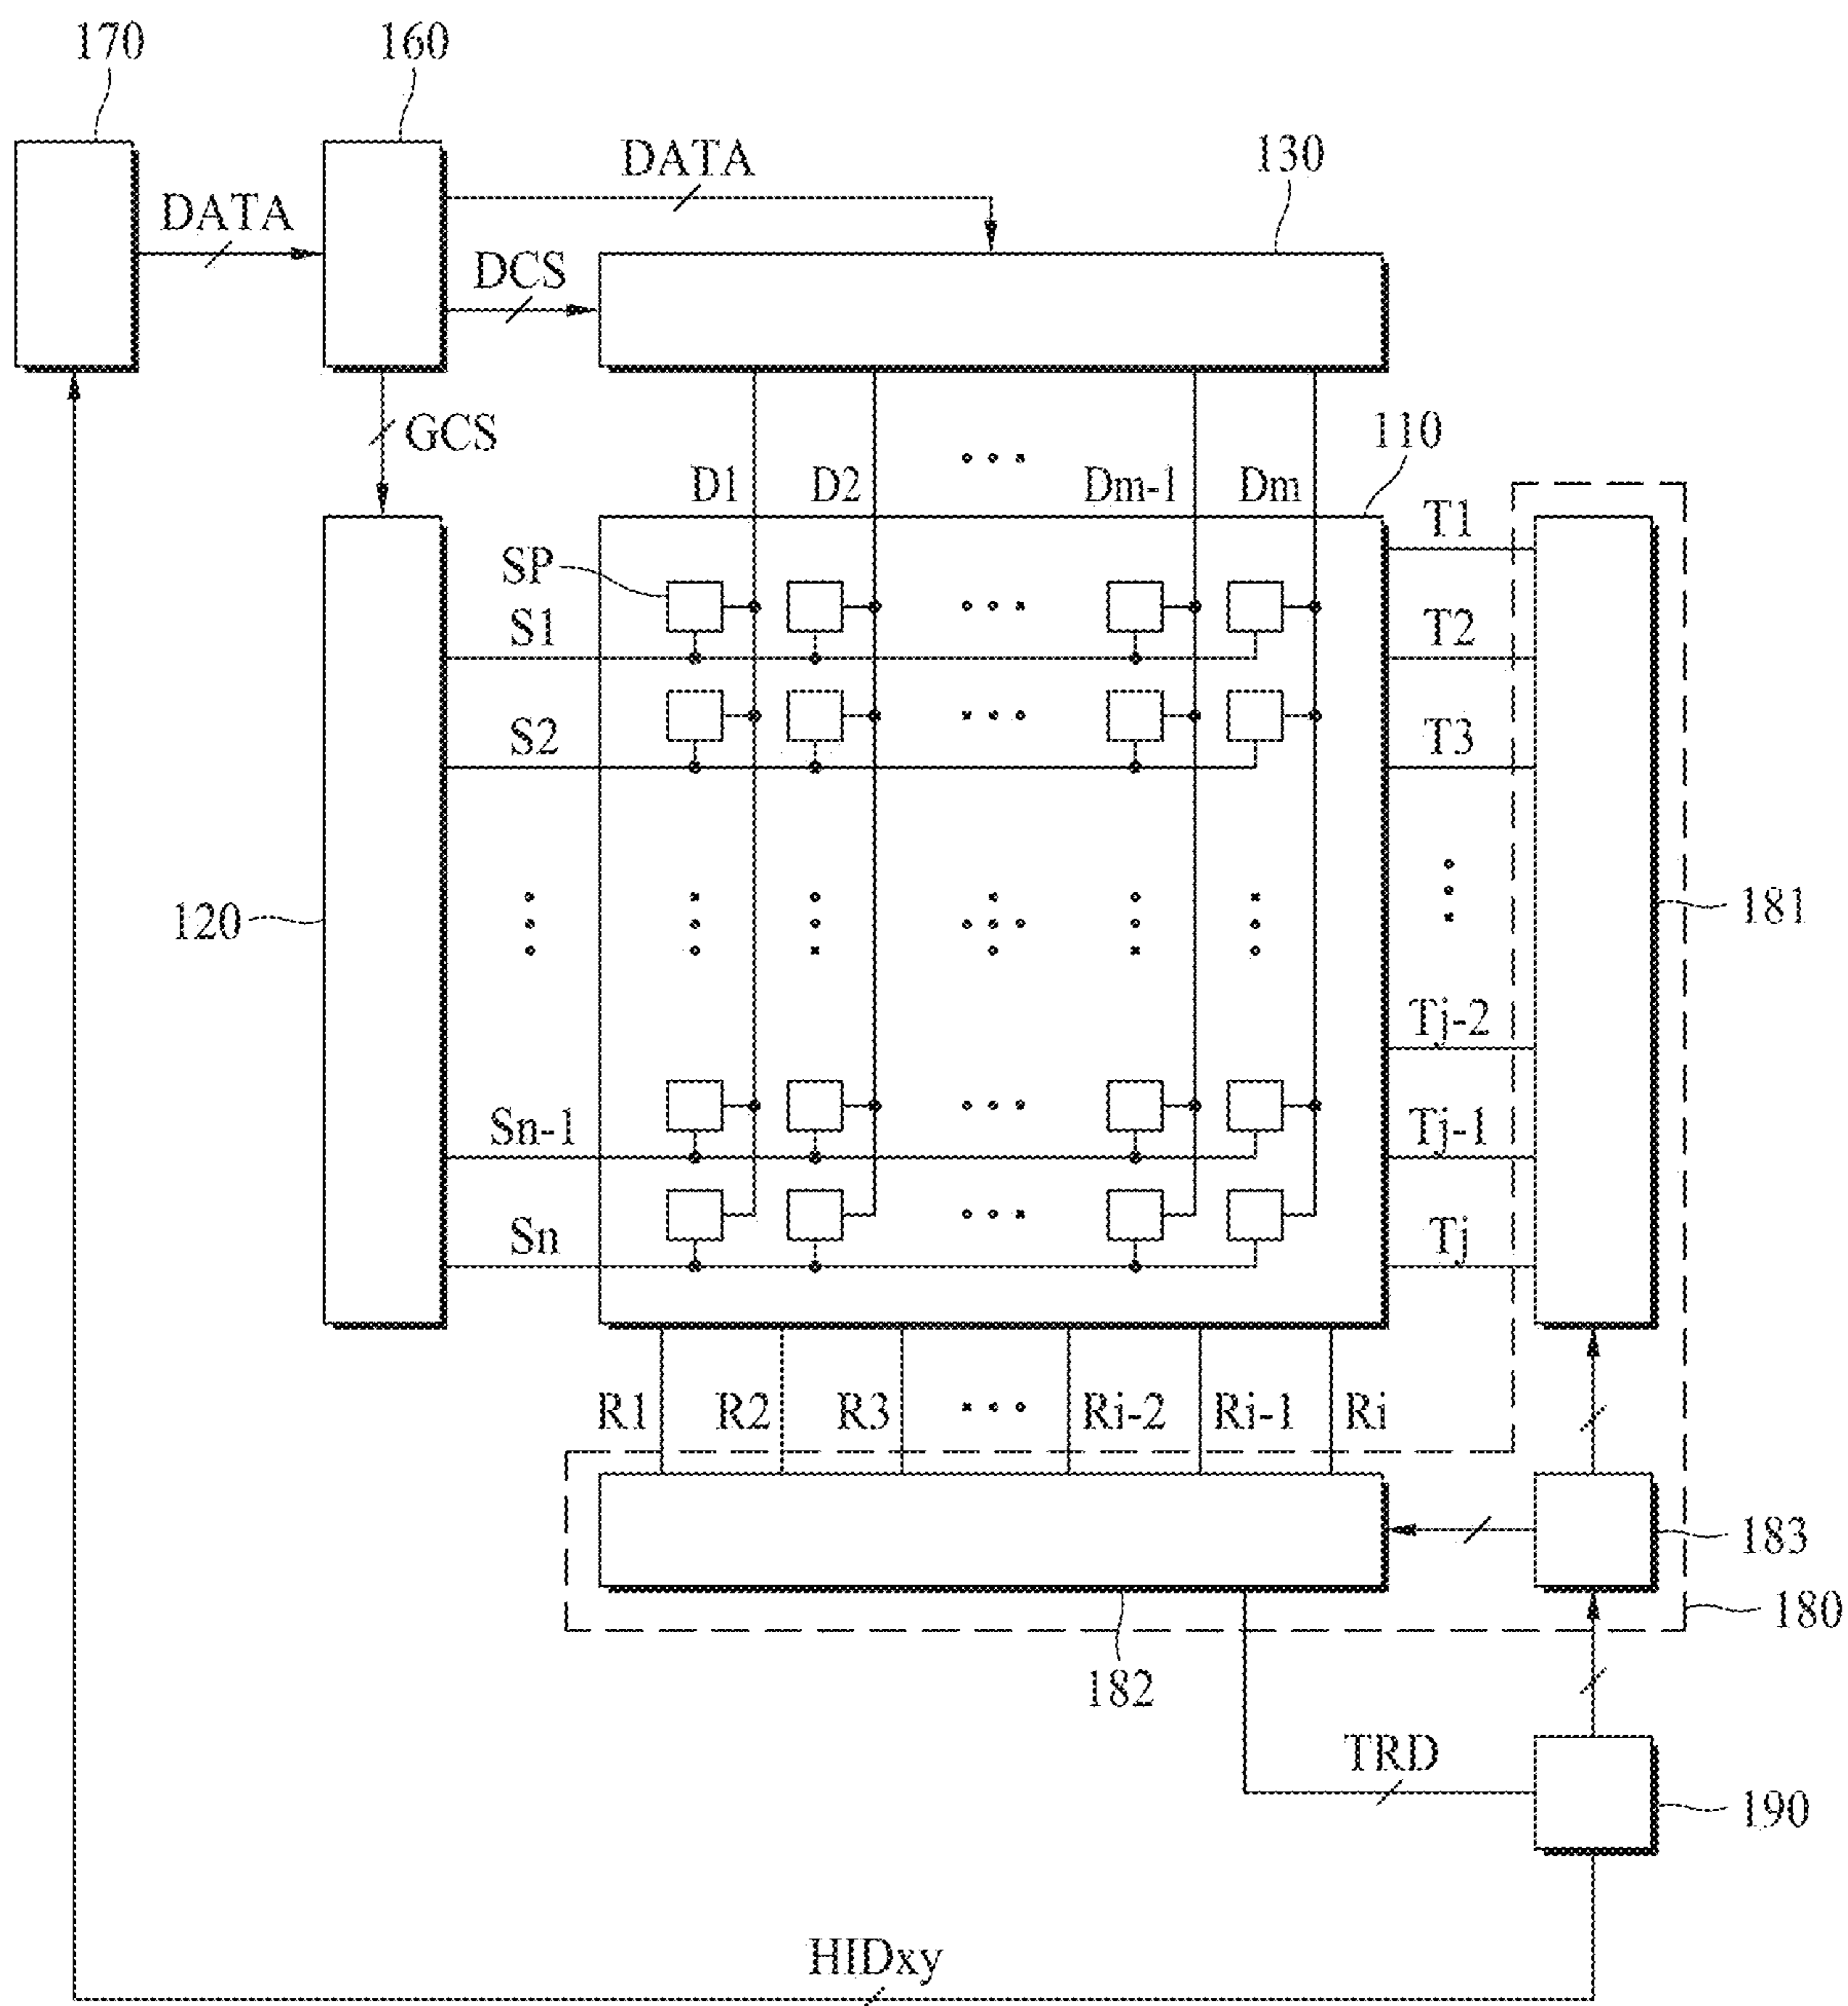 170
160
DATA
130
DATA
DCS
GCS
110
D1 D2 Dm-1 Dm
T1
SP
S1
T2
S2
T3
120
181
Tj-2
Sn-1
Tj-1
Sn
Tj
R1 R2 R3 Ri-2 Ri-1 Ri
183
180
182
TRD
190
HIDxy